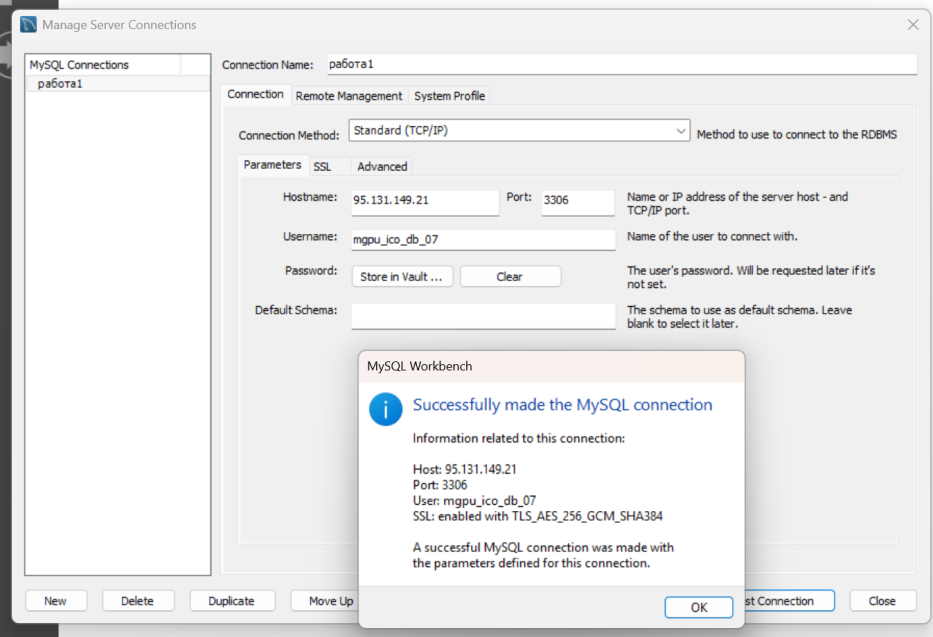 Manage Server Connections
MySQL Connections
работа1
Connection Name: работа1
Connection Remote Management System Profile
Connection Method: Standard (TCP/IP) Method to use to connect to the RDBMS
Parameters SSL Advanced
Hostname: 95.131.149.21 Port: 3306 Name or IP address of the server host - and
TCP/IP port.
Username: mgpu_ico_db_07 Name of the user to connect with.
Password: Store in Vault ... Clear The user's password. Will be requested later if it's
not set.
Default Schema: The schema to use as default schema. Leave
blank to select it later.
MySQL Workbench
Successfully made the MySQL connection
Information related to this connection:
Host: 95.131.149.21
Port: 3306
User: mgpu_ico_db_07
SSL: enabled with TLS_AES_256_GCM_SHA384
A successful MySQL connection was made with
the parameters defined for this connection.
OK
New Delete Duplicate Move Up st Connection Close